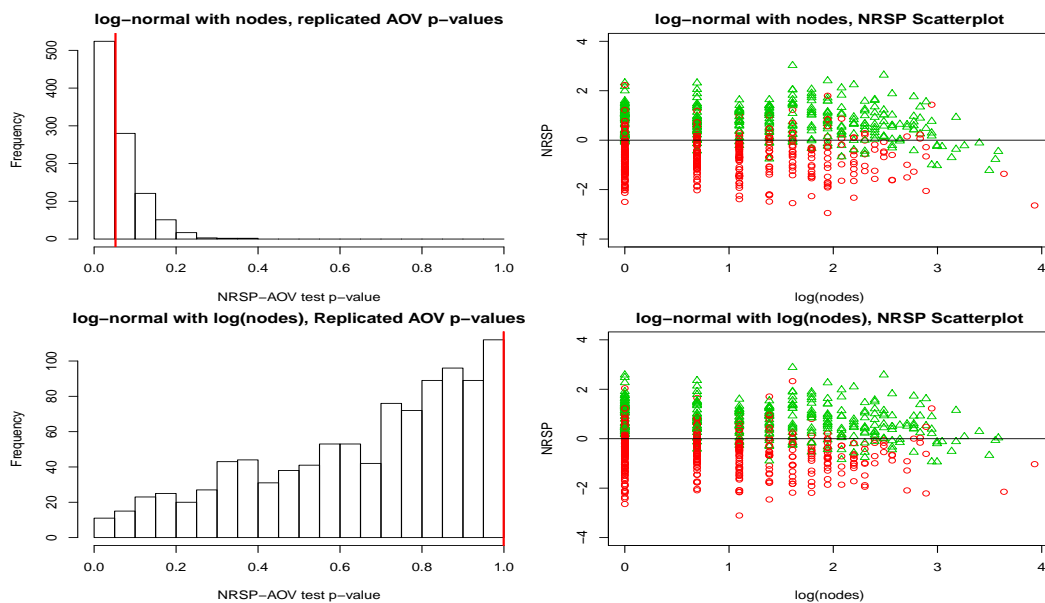 log-normal with nodes, replicated AOV p-values
Frequency
0 100 200 300 400 500
0.0 0.2 0.4 0.6 0.8 1.0
NRSP-AOV test p-value
log-normal with nodes, NRSP Scatterplot
NRSP
-4 -2 0 2 4
0 1 2 3 4
log(nodes)
log-normal with log(nodes), Replicated AOV p-values
Frequency
0 20 40 60 80 100
0.0 0.2 0.4 0.6 0.8 1.0
NRSP-AOV test p-value
log-normal with log(nodes), NRSP Scatterplot
NRSP
-4 -2 0 2 4
0 1 2 3 4
log(nodes)